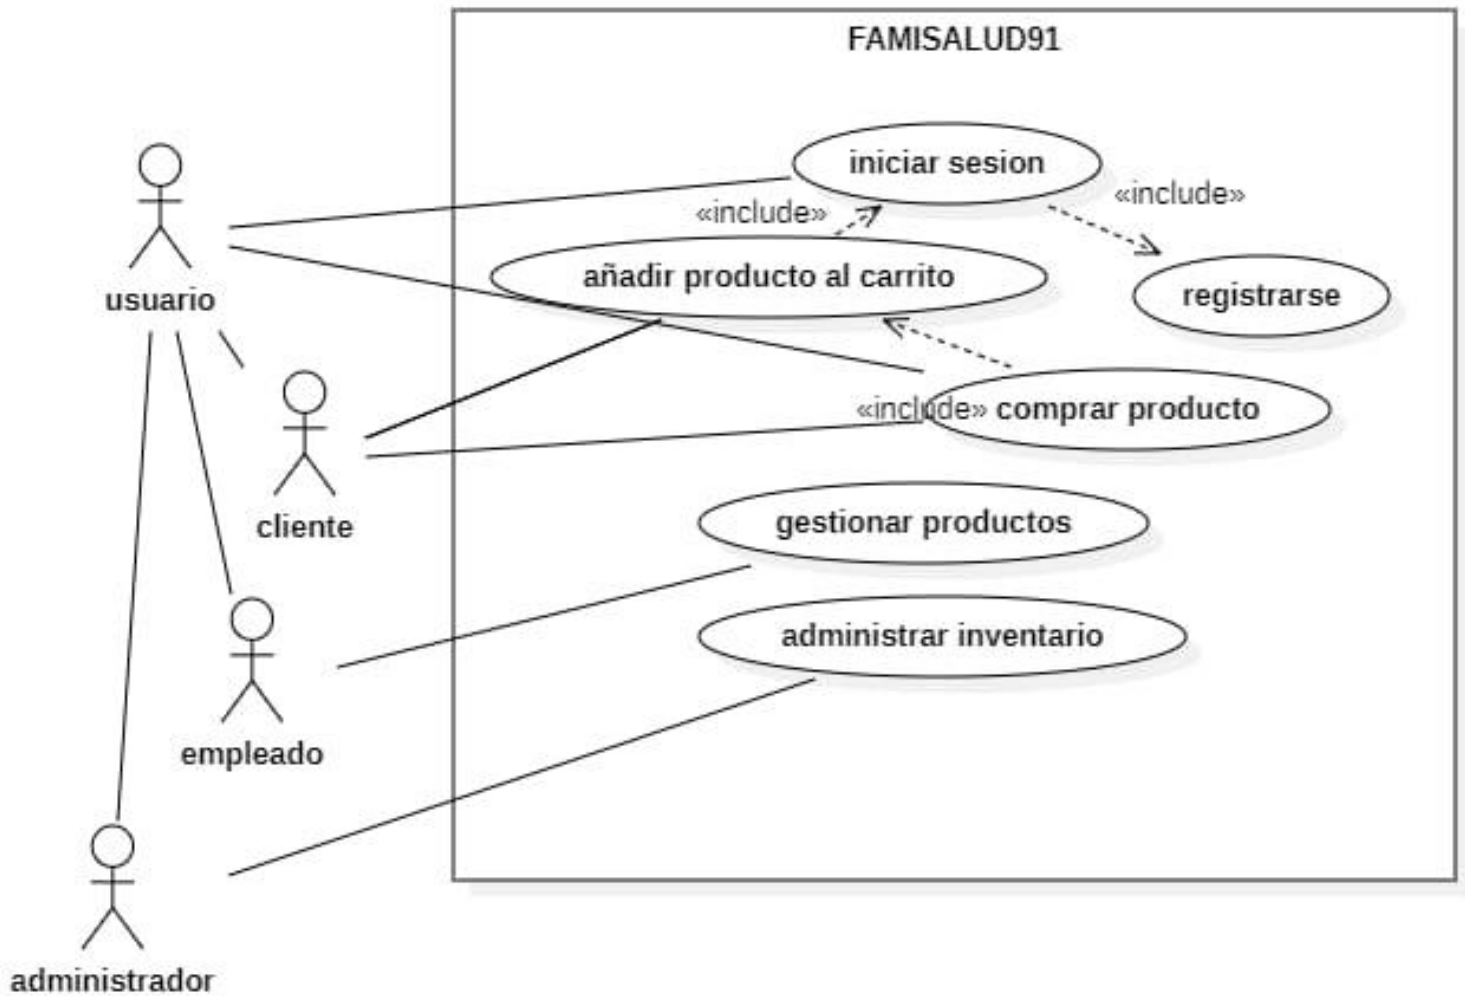 FAMISALUD91
iniciar sesion
«include»
«include»
añadir producto al carrito
registrarse
usuario
«include» comprar producto
cliente
gestionar productos
administrar inventario
empleado
administrador